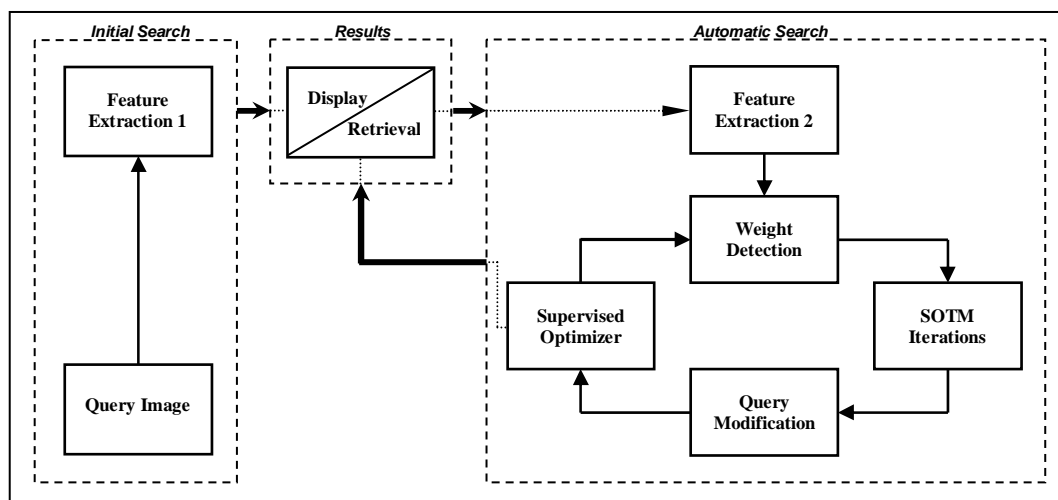 Initial Search
Results
Automatic Search
Feature
Extraction 1
Query Image
Display
Retrieval
Feature
Extraction 2
Weight
Detection
SOTM
Iterations
Query
Modification
Supervised
Optimizer